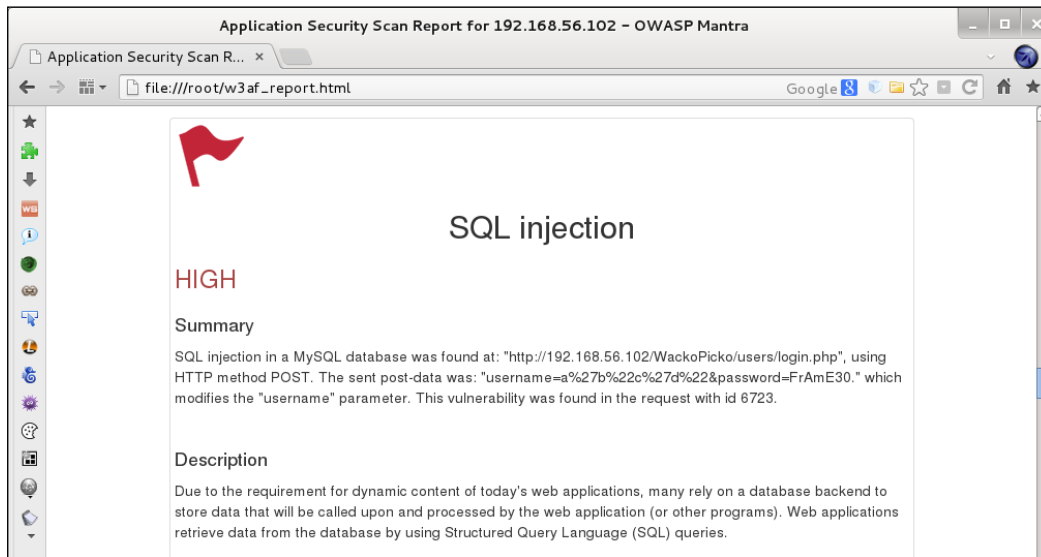 Application Security Scan Report for 192.168.56.102 – OWASP Mantra
Application Security Scan R... ×
file:///root/w3af_report.html
Google 8
WS
SQL injection
HIGH
Summary
SQL injection in a MySQL database was found at: "http://192.168.56.102/WackoPicko/users/login.php", using
HTTP method POST. The sent post-data was: "username=a%27b%22c%27d%22&password=FrAmE30." which
modifies the "username" parameter. This vulnerability was found in the request with id 6723.
Description
Due to the requirement for dynamic content of today's web applications, many rely on a database backend to
store data that will be called upon and processed by the web application (or other programs). Web applications
retrieve data from the database by using Structured Query Language (SQL) queries.